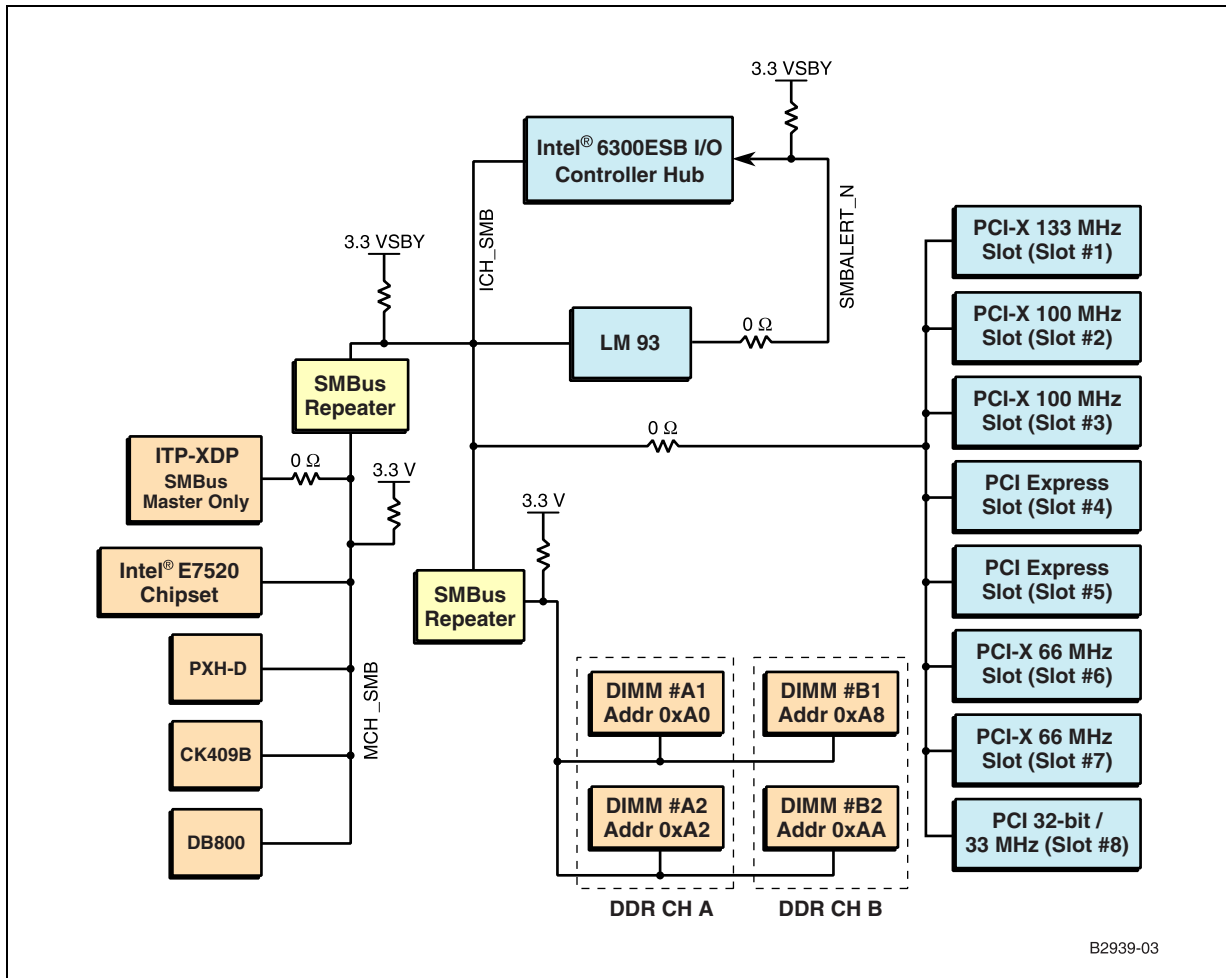 3.3 VSBY
Intel® 6300ESB I/O
Controller Hub
ICH_SMB
SMBALERT_N
3.3 VSBY
LM 93
0 Ω
SMBus
Repeater
0 Ω
ITP-XDP
SMBus
Master Only
0 Ω
3.3 V
Intel® E7520
Chipset
PXH-D
CK409B
DB800
MCH _SMB
3.3 V
SMBus
Repeater
DIMM #A1
Addr 0xA0
DIMM #B1
Addr 0xA8
DIMM #A2
Addr 0xA2
DIMM #B2
Addr 0xAA
DDR CH A
DDR CH B
PCI-X 133 MHz
Slot (Slot #1)
PCI-X 100 MHz
Slot (Slot #2)
PCI-X 100 MHz
Slot (Slot #3)
PCI Express
Slot (Slot #4)
PCI Express
Slot (Slot #5)
PCI-X 66 MHz
Slot (Slot #6)
PCI-X 66 MHz
Slot (Slot #7)
PCI 32-bit /
33 MHz (Slot #8)
B2939-03